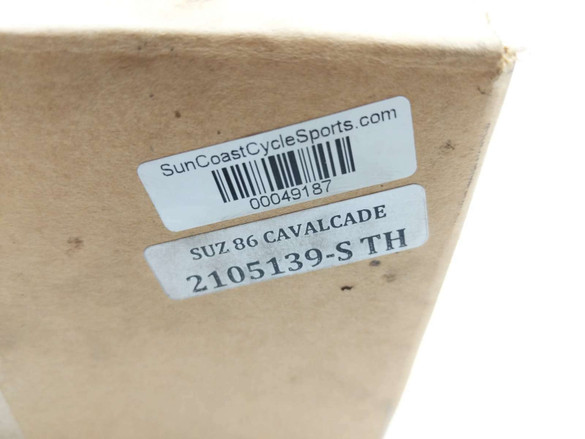 SunCoastCycleSports.com
00049187
SUZ 86 CAVALCADE
2105139-S TH